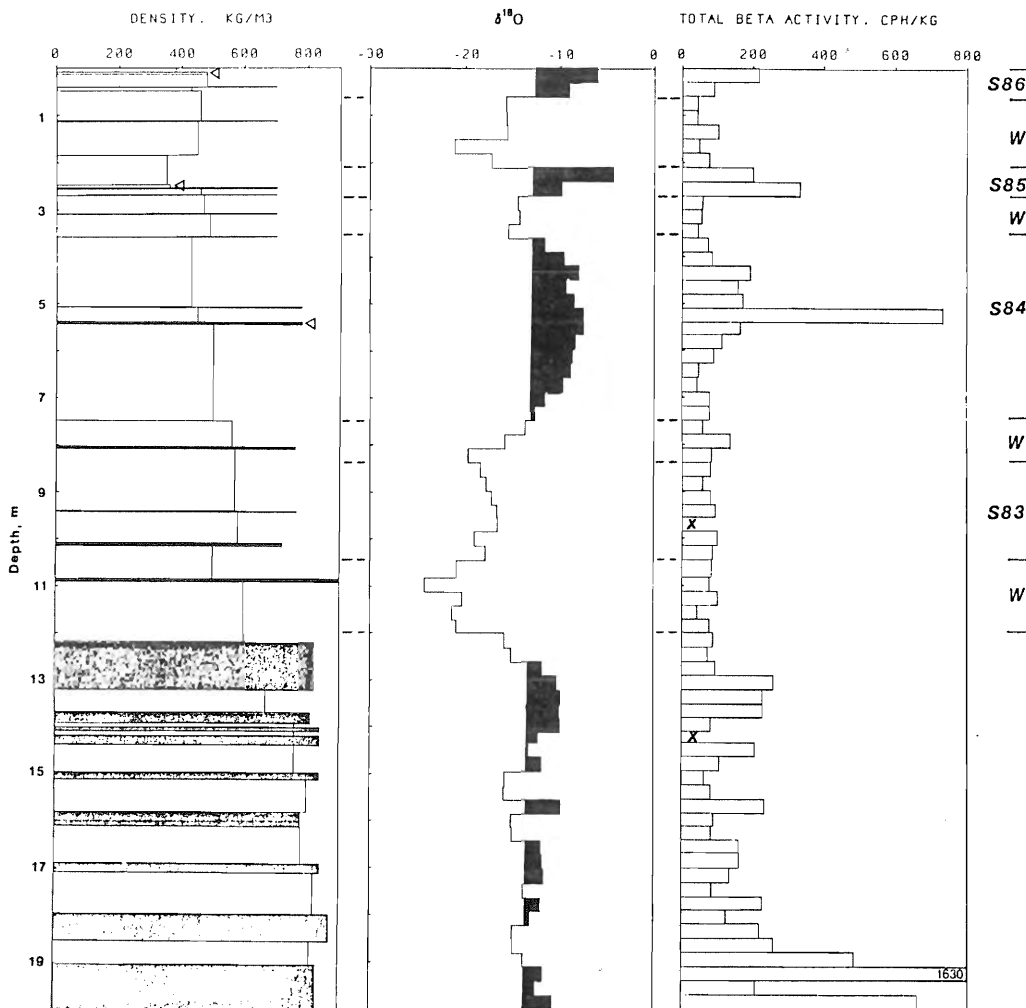 DENSITY. KG/M3
δ¹⁸O
TOTAL BETA ACTIVITY. CPH/KG
0 200 400 600 800
-30 -20 -10 0
0 200 400 600 800
S86
1
W
S85
3
W
5
S84
7
W
9
S83
X
Depth, m
11
W
13
X
15
17
19
1630